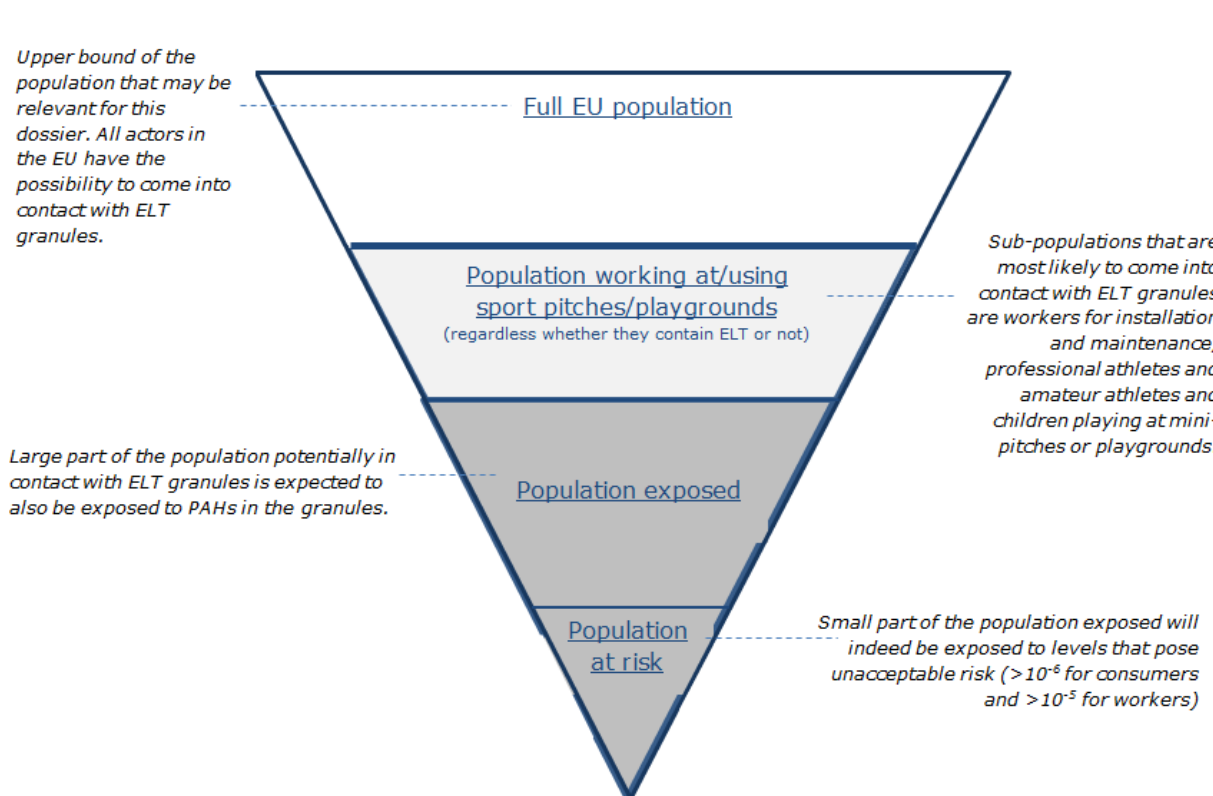 Upper bound of the
population that may be
relevant for this
dossier. All actors in
the EU have the
possibility to come into
contact with ELT
granules.
Full EU population
Population working at/using
sport pitches/playgrounds
(regardless whether they contain ELT or not)
Sub-populations that are
most likely to come into
contact with ELT granules
are workers for installation
and maintenance,
professional athletes and
amateur athletes and
children playing at mini-
pitches or playgrounds
Large part of the population potentially in
contact with ELT granules is expected to
also be exposed to PAHs in the granules.
Population exposed
Population
at risk
Small part of the population exposed will
indeed be exposed to levels that pose
unacceptable risk (>10⁻⁶ for consumers
and >10⁻⁵ for workers)